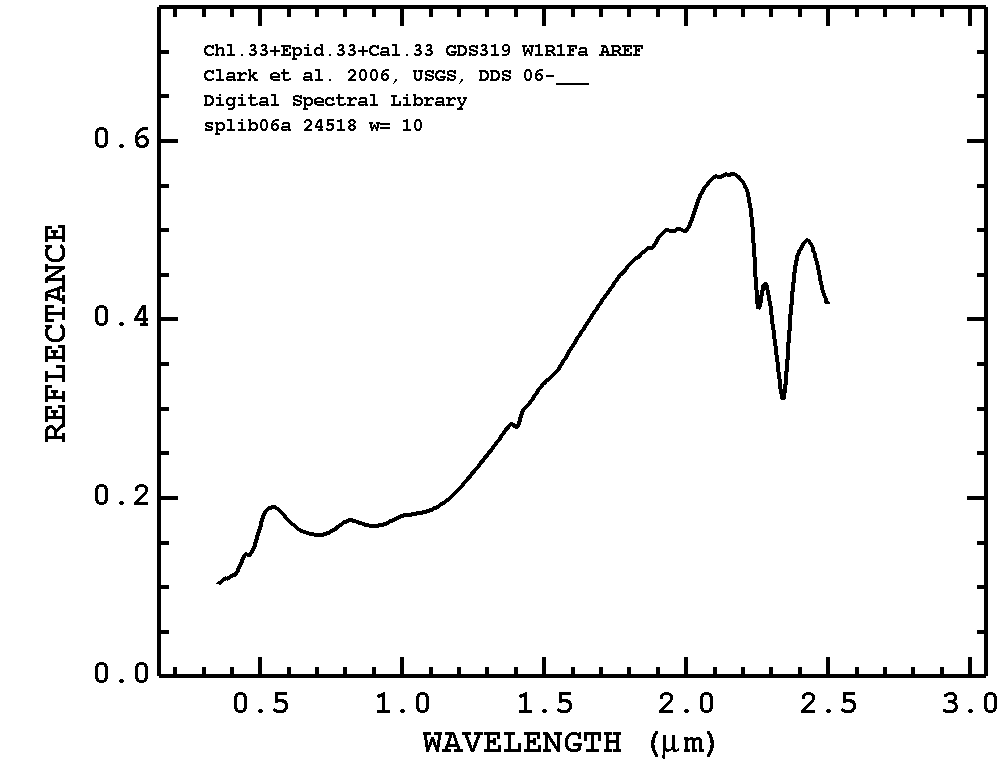 Chl.33+Epid.33+Cal.33 GDS319 W1R1Fa AREF
Clark et al. 2006, USGS, DDS 06-___
Digital Spectral Library
splib06a 24518 w= 10
0.6
0.4
0.2
0.0
REFLECTANCE
0.5 1.0 1.5 2.0 2.5 3.0
WAVELENGTH (μm)